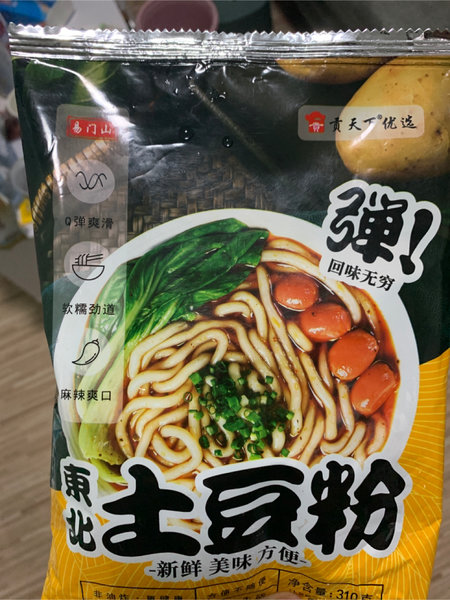 易门山
貢天下®优选
Q弹爽滑
弹！
回味无穷
软糯劲道
麻辣爽口
東北
土豆粉
-新鲜 美味 方便-
净含量：310克